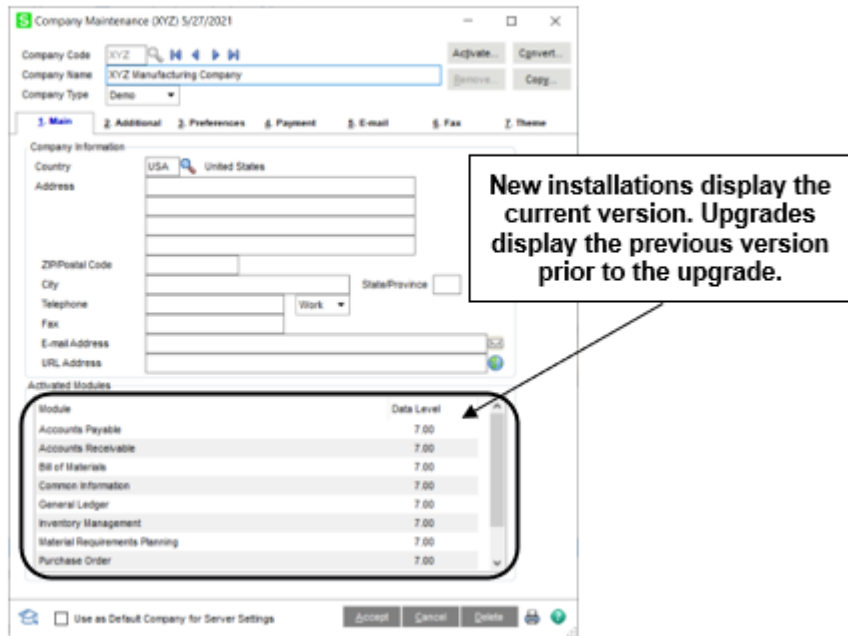 Company Maintenance (XYZ) 5/27/2021
Company Code XYZ Activate... Convert...
Company Name XYZ Manufacturing Company Remove... Copy...
Company Type Demo
1. Main 2. Additional 3. Preferences 4. Payment 5. E-mail 6. Fax 7. Theme
Company Information
Country USA United States
Address
ZIP/Postal Code
City State/Province
Telephone Work
Fax
E-mail Address
URL Address
New installations display the
current version. Upgrades
display the previous version
prior to the upgrade.
Activated Modules
Module Data Level
Accounts Payable 7.00
Accounts Receivable 7.00
Bill of Materials 7.00
Common Information 7.00
General Ledger 7.00
Inventory Management 7.00
Material Requirements Planning 7.00
Purchase Order 7.00
Use as Default Company for Server Settings Accept Cancel Delete